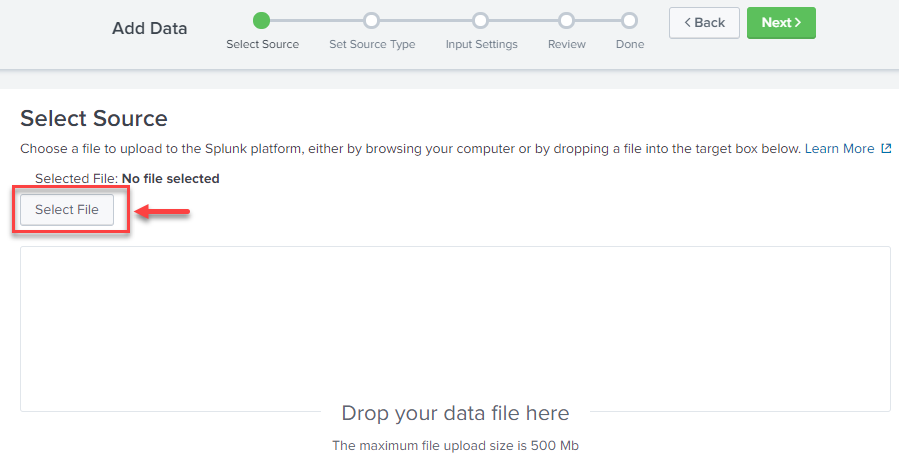 Add Data
Select Source
Set Source Type
Input Settings
Review
Done
< Back
Next >
Select Source
Choose a file to upload to the Splunk platform, either by browsing your computer or by dropping a file into the target box below. Learn More
Selected File: No file selected
Select File
Drop your data file here
The maximum file upload size is 500 Mb